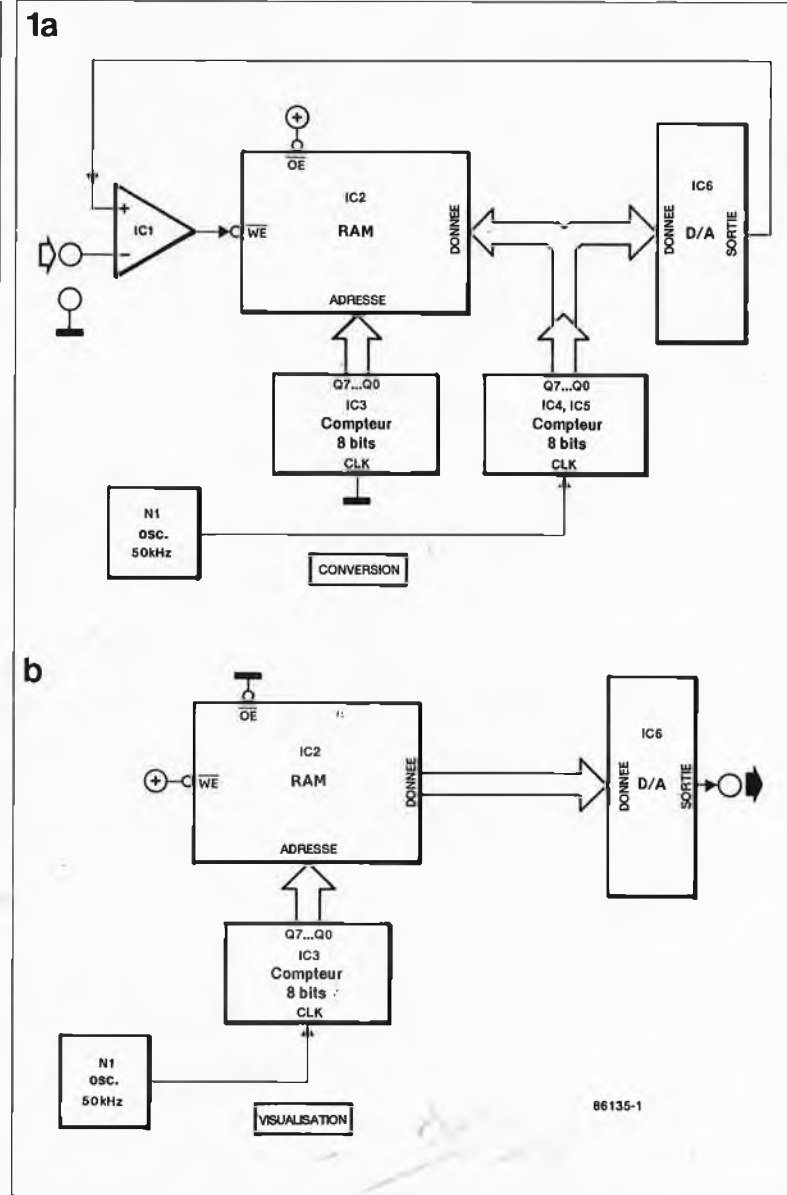 1a
+
OE
IC2
RAM
WE
DONNEE
ADRESSE
+
−
IC1
IC6
D/A
DONNEE
SORTIE
Q7...Q0
IC3
Compteur
8 bits
CLK
Q7...Q0
IC4, IC5
Compteur
8 bits
CLK
N1
OSC.
50kHz
CONVERSION
b
OE
IC2
RAM
+
WE
DONNEE
ADRESSE
IC6
D/A
DONNEE
SORTIE
Q7...Q0
IC3
Compteur
8 bits
CLK
N1
OSC.
50kHz
VISUALISATION
86135-1